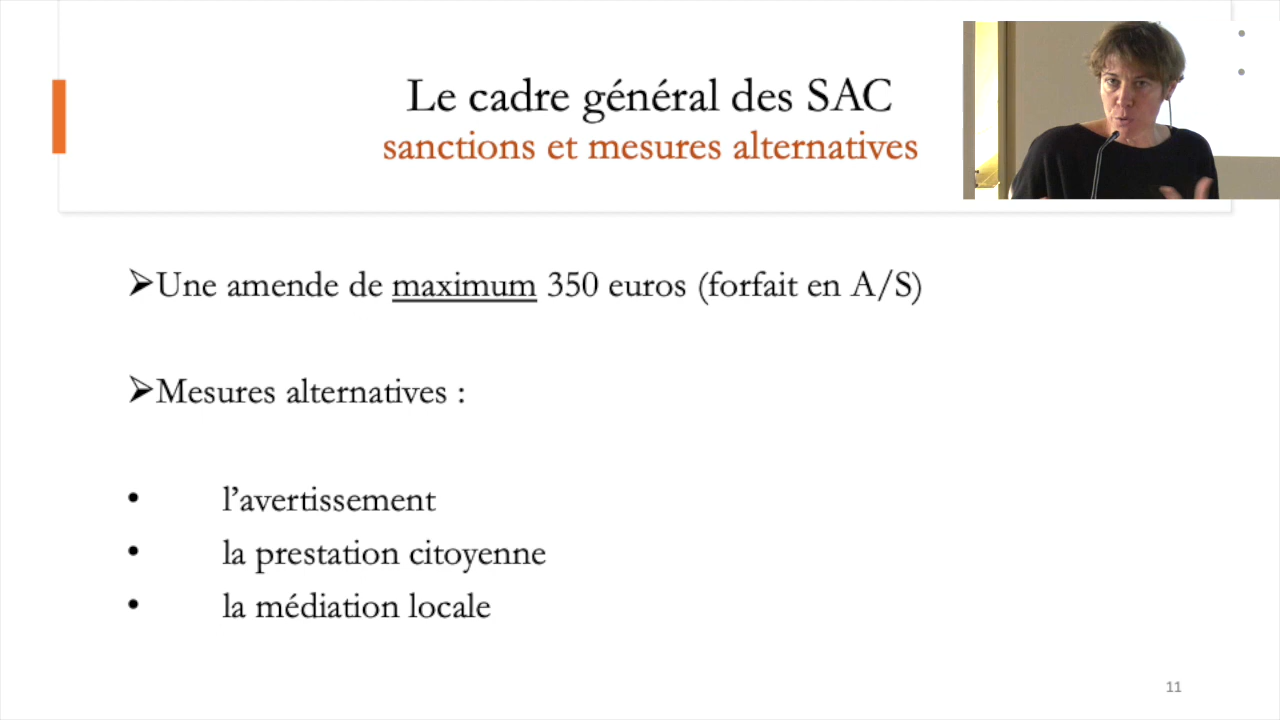 Le cadre général des SAC
sanctions et mesures alternatives
➢Une amende de maximum 350 euros (forfait en A/S)
➢Mesures alternatives :
• l’avertissement
• la prestation citoyenne
• la médiation locale
11